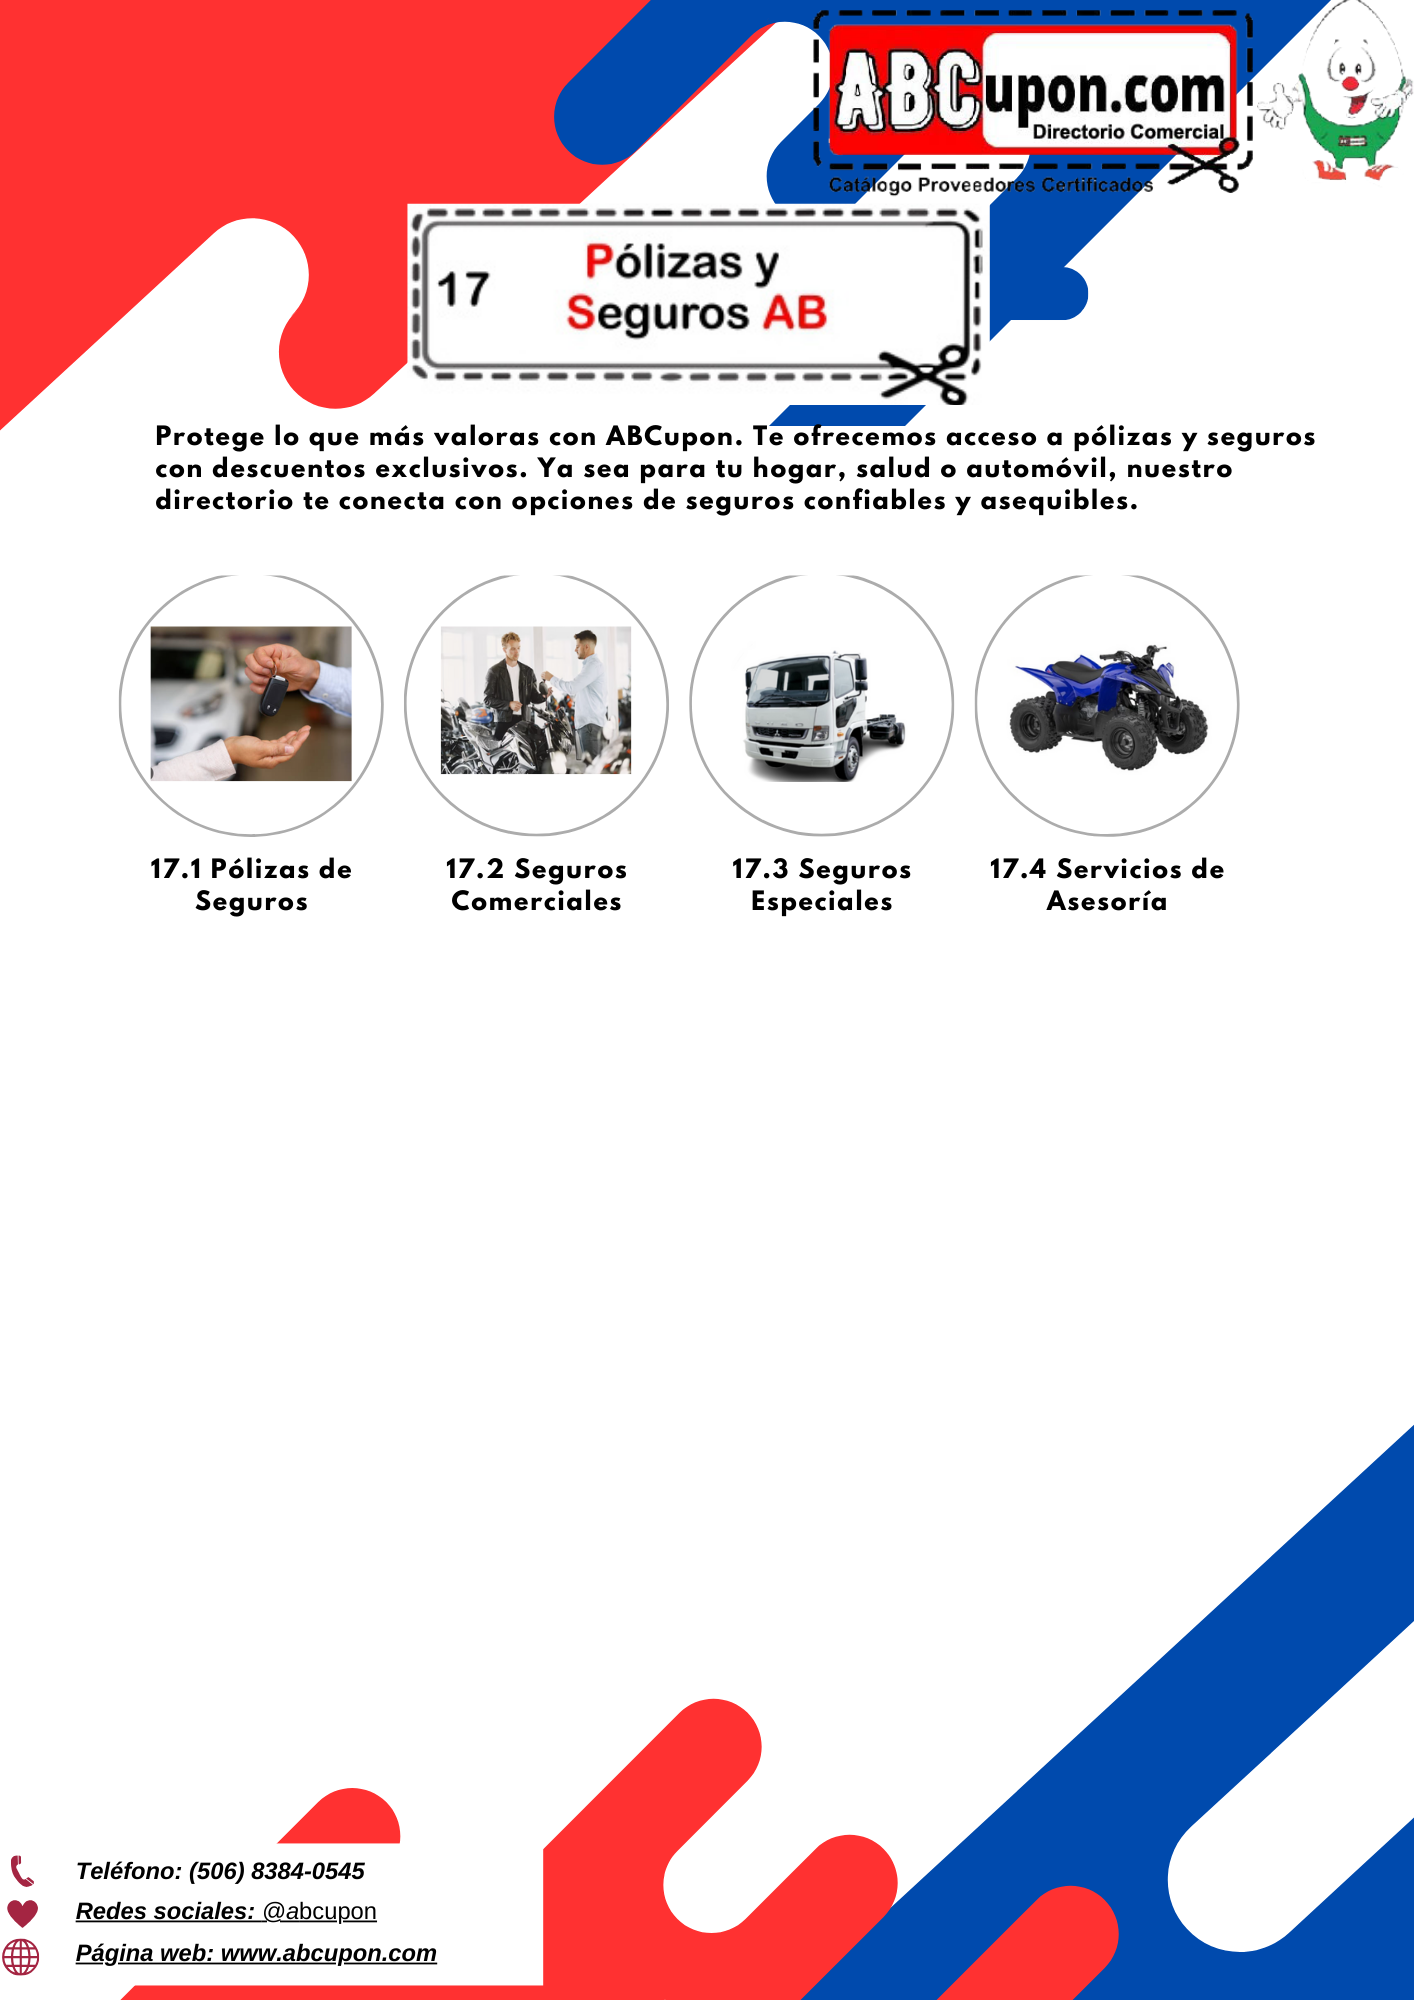 ABCupon.com
Directorio Comercial
Catálogo Proveedores Certificados
17
Pólizas y
Seguros AB
Protege lo que más valoras con ABCupon. Te ofrecemos acceso a pólizas y seguros
con descuentos exclusivos. Ya sea para tu hogar, salud o automóvil, nuestro
directorio te conecta con opciones de seguros confiables y asequibles.
17.1 Pólizas de
Seguros
17.2 Seguros
Comerciales
17.3 Seguros
Especiales
17.4 Servicios de
Asesoría
Teléfono: (506) 8384-0545
Redes sociales: @abcupon
Página web: www.abcupon.com